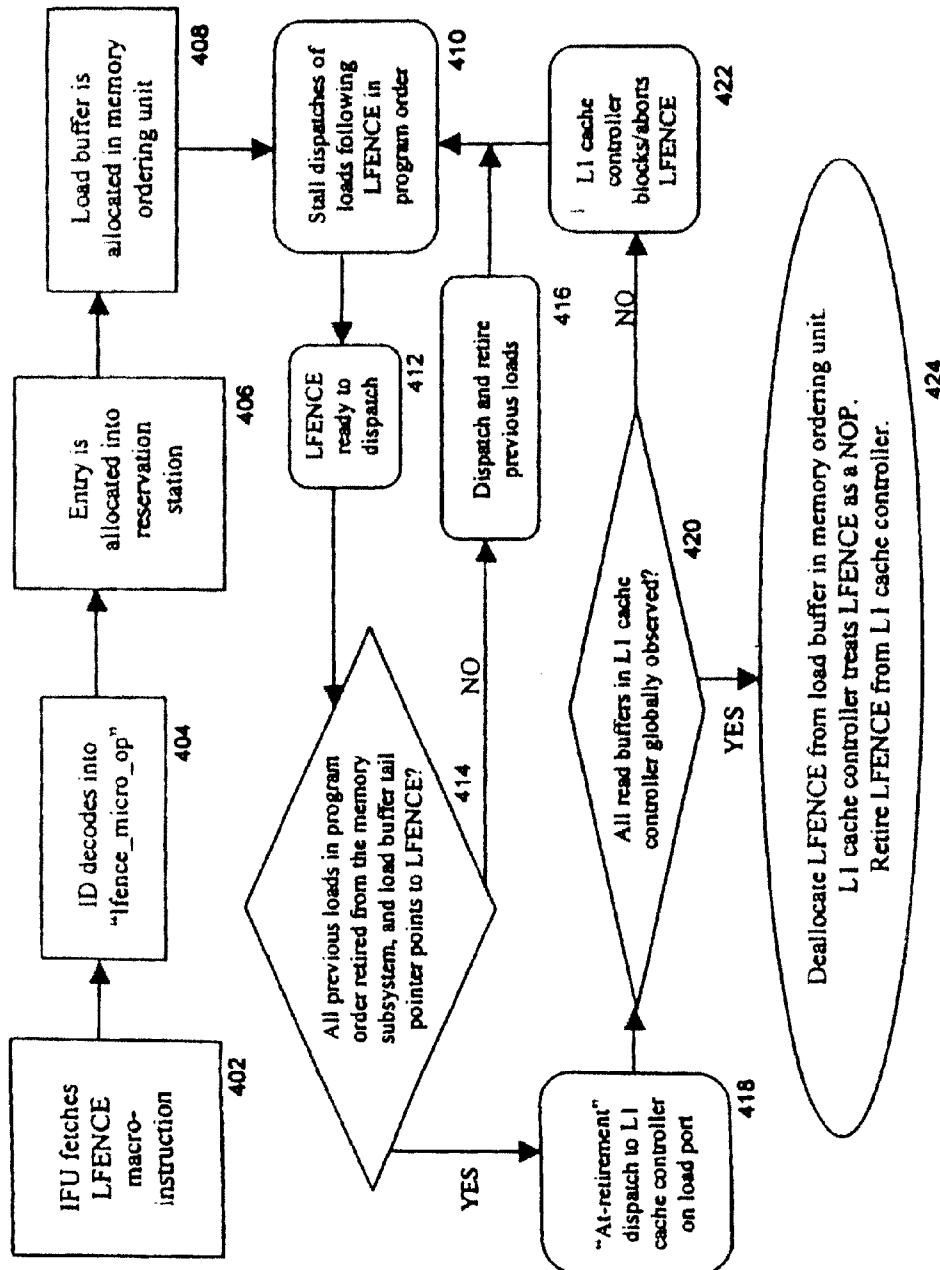 IFU fetches
LFENCE
macro-
instruction
402
ID decodes into
"lfence_micro_op"
404
Entry is
allocated into
reservation
station
406
Load buffer is
allocated in memory
ordering unit
408
Stall dispatches of
loads following
LFENCE in
program order
410
LFENCE
ready to
dispatch
412
All previous loads in program
order retired from the memory
subsystem, and load buffer tail
pointer points to LFENCE?
414
NO
Dispatch and retire
previous loads
416
YES
"At-retirement"
dispatch to L1
cache controller
on load port
418
All read buffers in L1 cache
controller globally observed?
420
NO
L1 cache
controller
blocks/aborts
LFENCE
422
YES
Deallocate LFENCE from load buffer in memory ordering unit.
L1 cache controller treats LFENCE as a NOP.
Retire LFENCE from L1 cache controller.
424